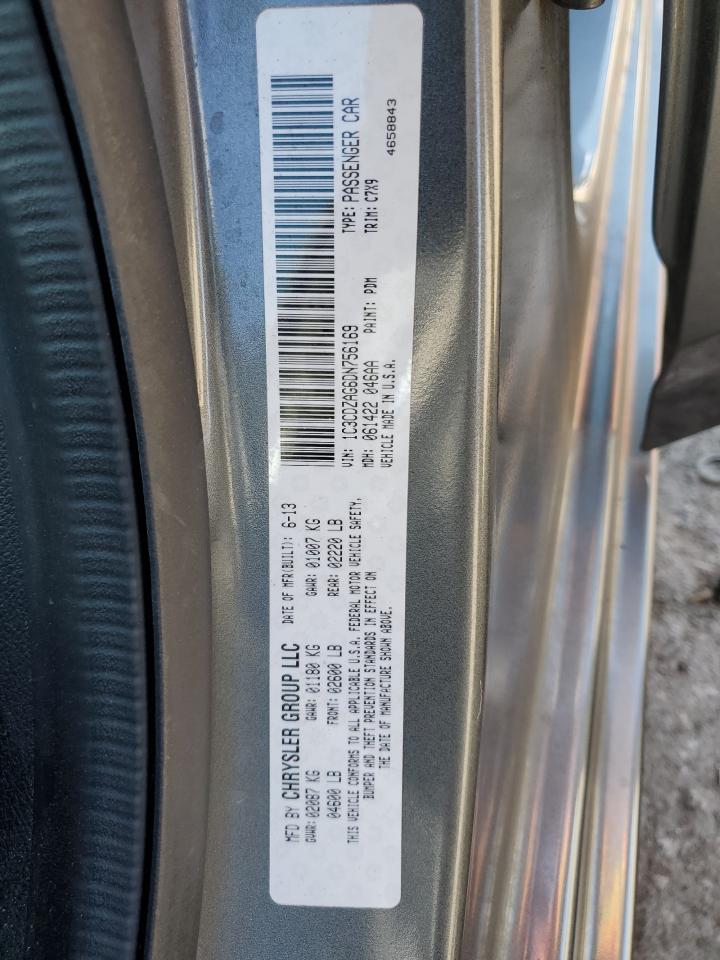 MFD BY CHRYSLER GROUP LLC DATE OF MFR(BUILT): 6-13
GVWR: 02087 KG GAWR: 01180 KG GAWR: 01007 KG
04600 LB FRONT: 02600 LB REAR: 02220 LB
THIS VEHICLE CONFORMS TO ALL APPLICABLE U.S.A. FEDERAL MOTOR VEHICLE SAFETY,
BUMPER AND THEFT PREVENTION STANDARDS IN EFFECT ON
THE DATE OF MANUFACTURE SHOWN ABOVE.
VIN: 1C3CDZAG6DN756169 TYPE: PASSENGER CAR
MDH: 061422 046AA PAINT: PDM TRIM: C7X9
VEHICLE MADE IN U.S.A. 4658843